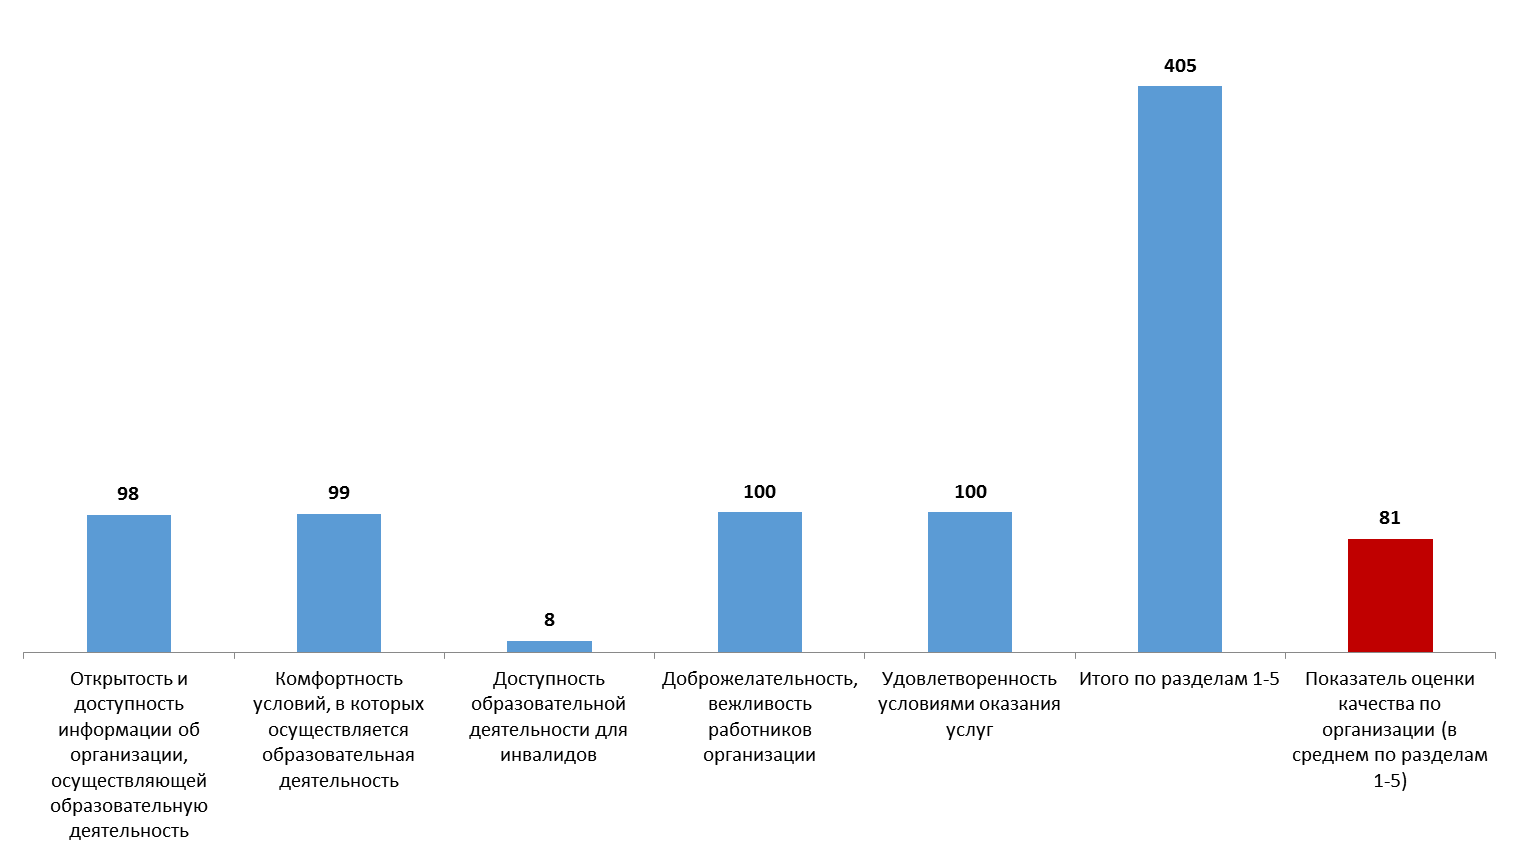 405
98
99
8
100
100
81
Открытость и
доступность
информации об
организации,
осуществляющей
образовательную
деятельность
Комфортность
условий, в которых
осуществляется
образовательная
деятельность
Доступность
образовательной
деятельности для
инвалидов
Доброжелательность,
вежливость
работников
организации
Удовлетворенность
условиями оказания
услуг
Итого по разделам 1-5
Показатель оценки
качества по
организации (в
среднем по разделам
1-5)